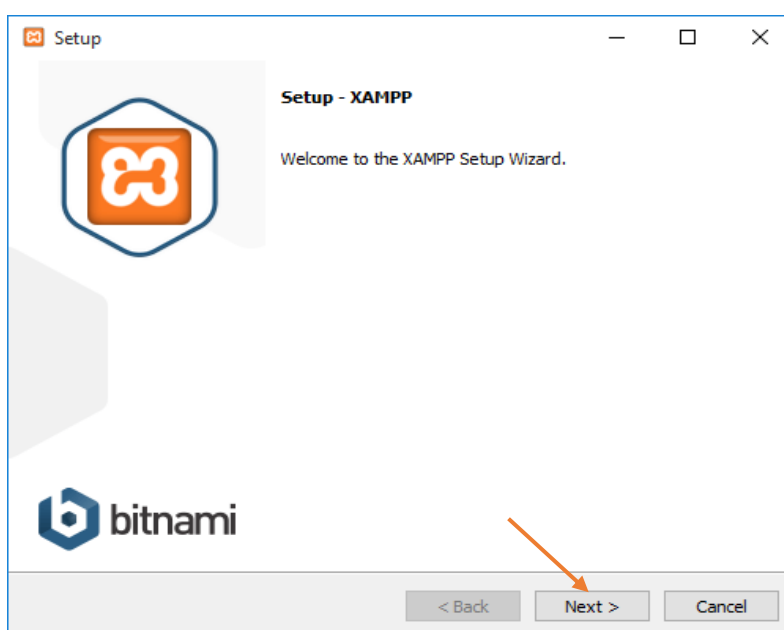 Setup
Setup - XAMPP
Welcome to the XAMPP Setup Wizard.
bitnami
< Back
Next >
Cancel